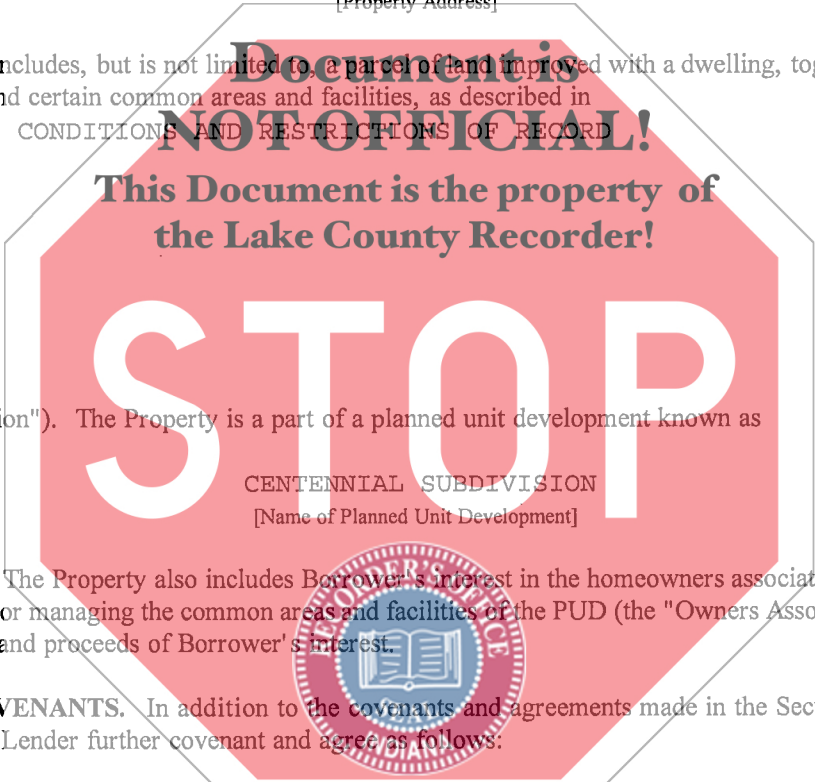 [Property Address]
ncludes, but is not limited to, a parcel of land improved with a dwelling, tog
Document is
nd certain common areas and facilities, as described in
CONDITIONS AND RESTRICTIONS OF RECORD
NOT OFFICIAL!
This Document is the property of
the Lake County Recorder!
STOP
ion"). The Property is a part of a planned unit development known as
CENTENNIAL SUBDIVISION
[Name of Planned Unit Development]
The Property also includes Borrower's interest in the homeowners associat
or managing the common areas and facilities of the PUD (the "Owners Asso
and proceeds of Borrower's interest.
RECORDER'S OFFICE
SEAL
INDIANA
VENANTS. In addition to the covenants and agreements made in the Sec
Lender further covenant and agree as follows: